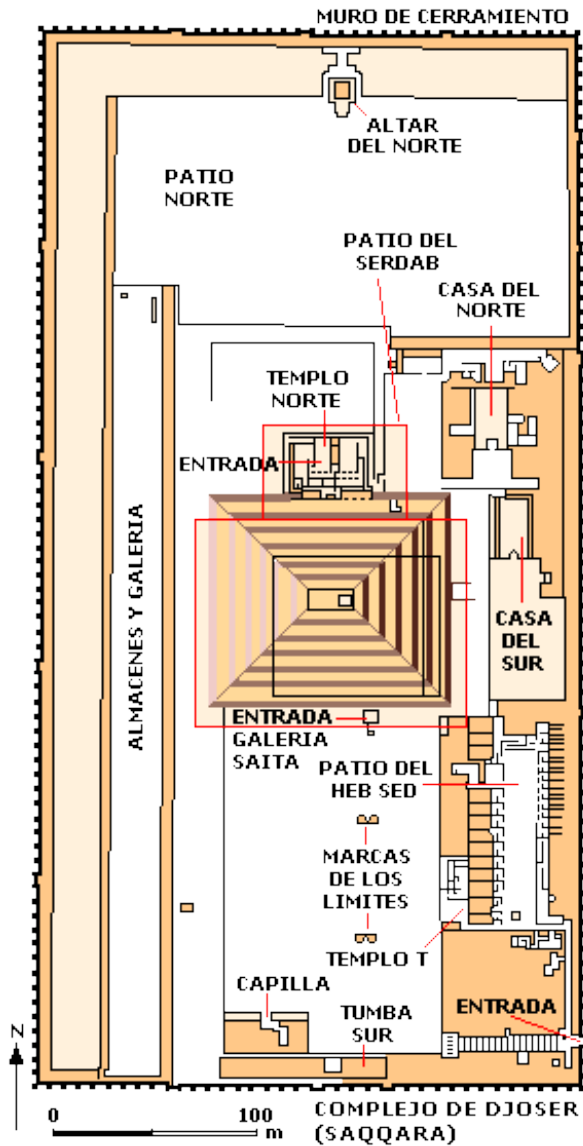 MURO DE CERRAMIENTO
ALTAR
DEL NORTE
PATIO
NORTE
PATIO DEL
SERDAB
CASA DEL
NORTE
TEMPLO
NORTE
ENTRADA
ALMACENES Y GALERIA
CASA
DEL
SUR
ENTRADA
GALERIA
SAITA
PATIO DEL
HEB SED
MARCAS
DE LOS
LIMITES
TEMPLO T
CAPILLA
TUMBA
SUR
ENTRADA
N
0 100
m
COMPLEJO DE DJOSER
(SAQQARA)